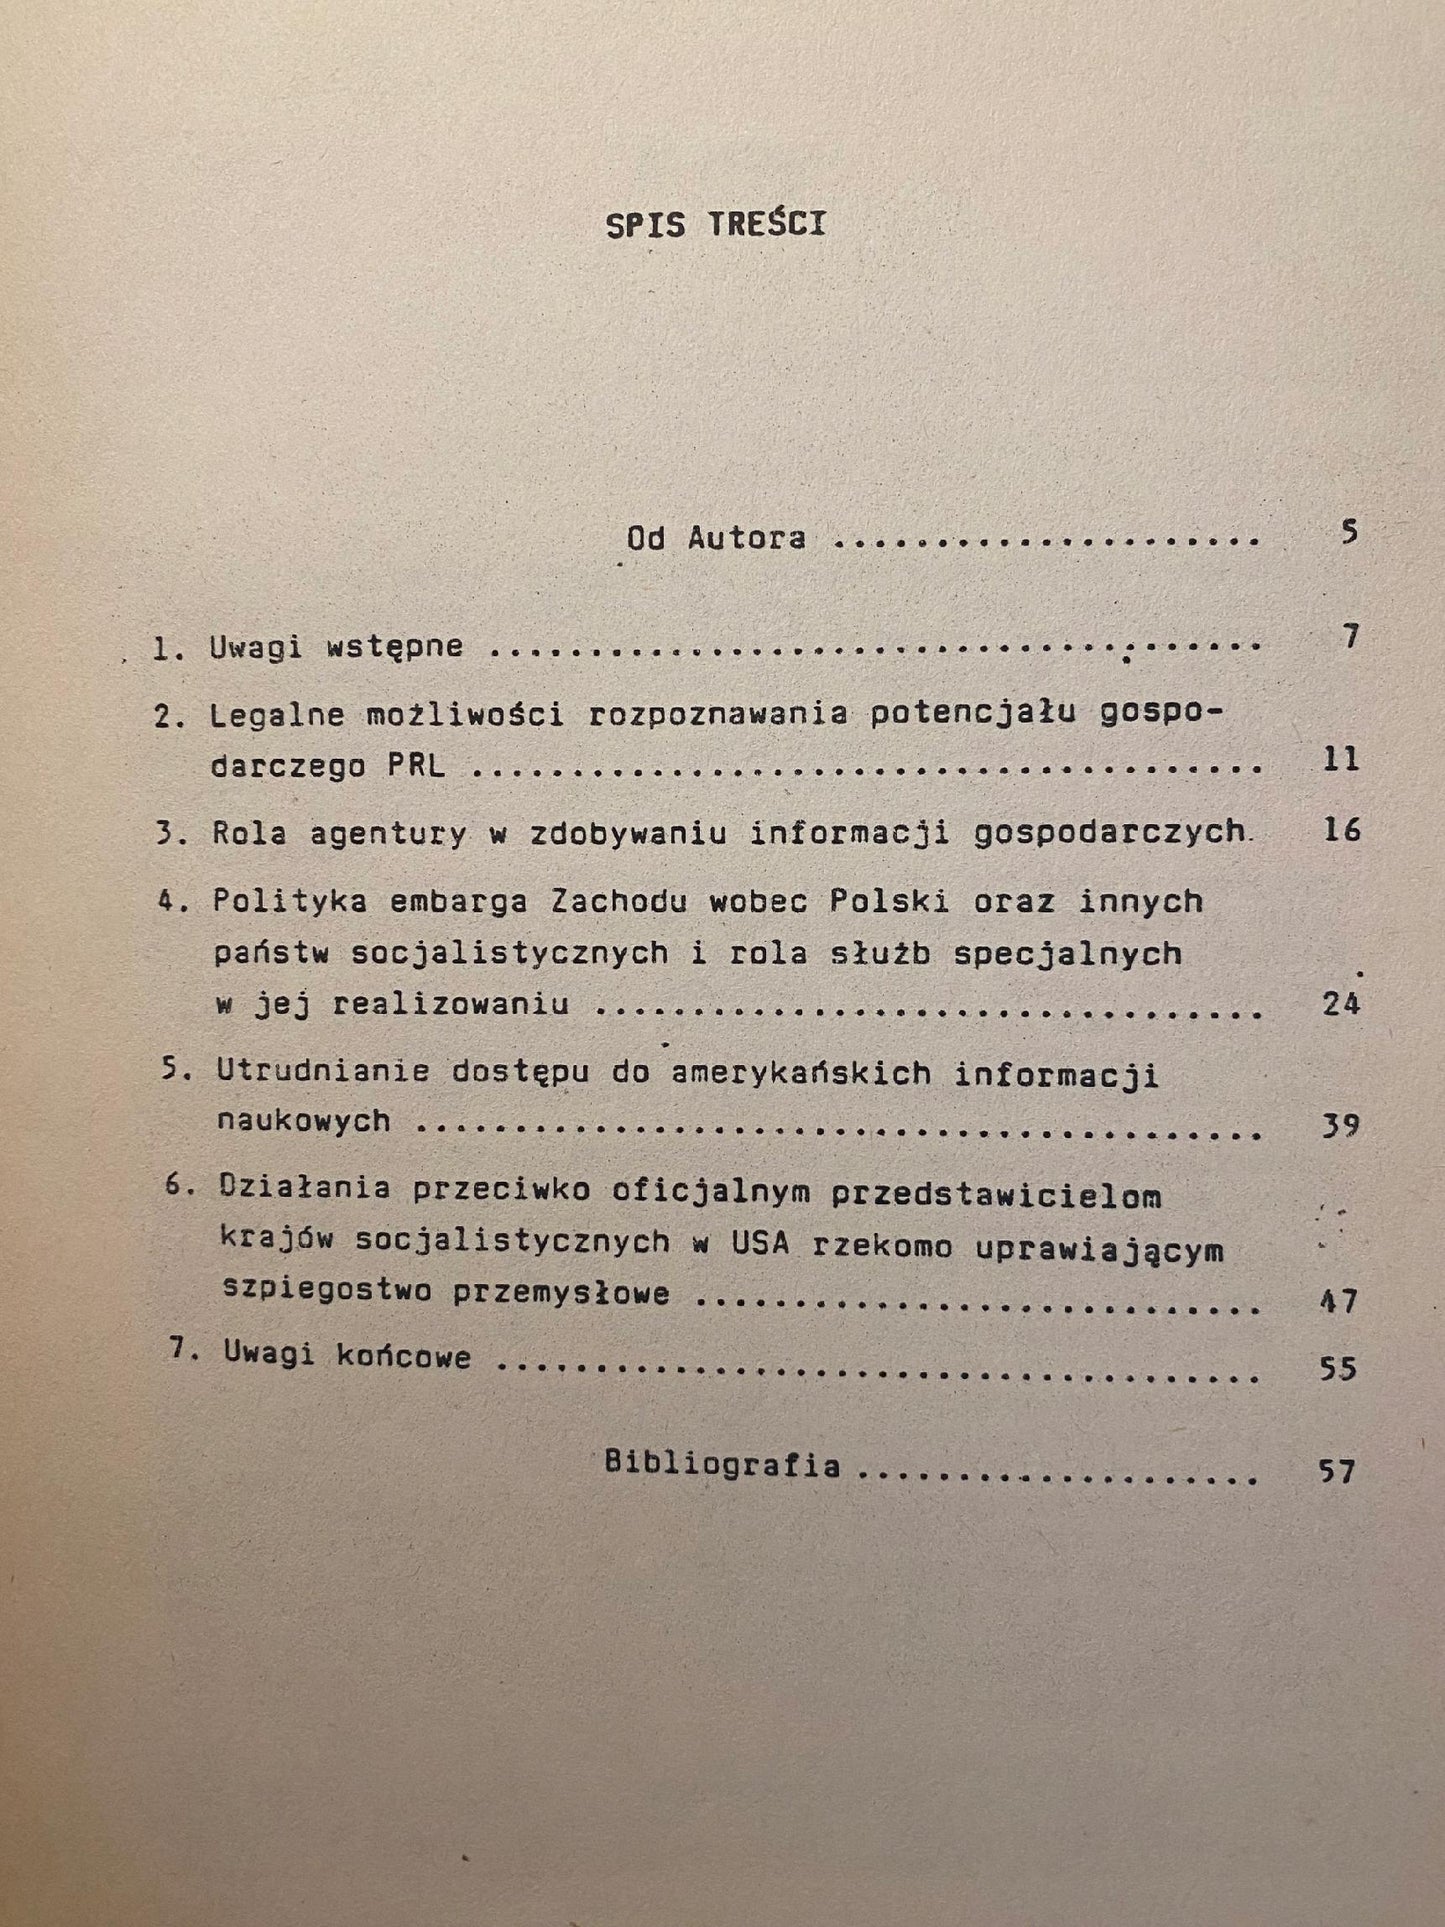 SPIS TREŚCI
Od Autora ..................... 5
1. Uwagi wstępne ...................................... 7
2. Legalne możliwości rozpoznawania potencjału gospo-
darczego PRL ....................................... 11
3. Rola agentury w zdobywaniu informacji gospodarczych. 16
4. Polityka embarga Zachodu wobec Polski oraz innych
państw socjalistycznych i rola służb specjalnych
w jej realizowaniu ................................. 24
5. Utrudnianie dostępu do amerykańskich informacji
naukowych .......................................... 39
6. Działania przeciwko oficjalnym przedstawicielom
krajów socjalistycznych w USA rzekomo uprawiającym
szpiegostwo przemysłowe ............................ 47
7. Uwagi końcowe ...................................... 55
Bibliografia .................... 57